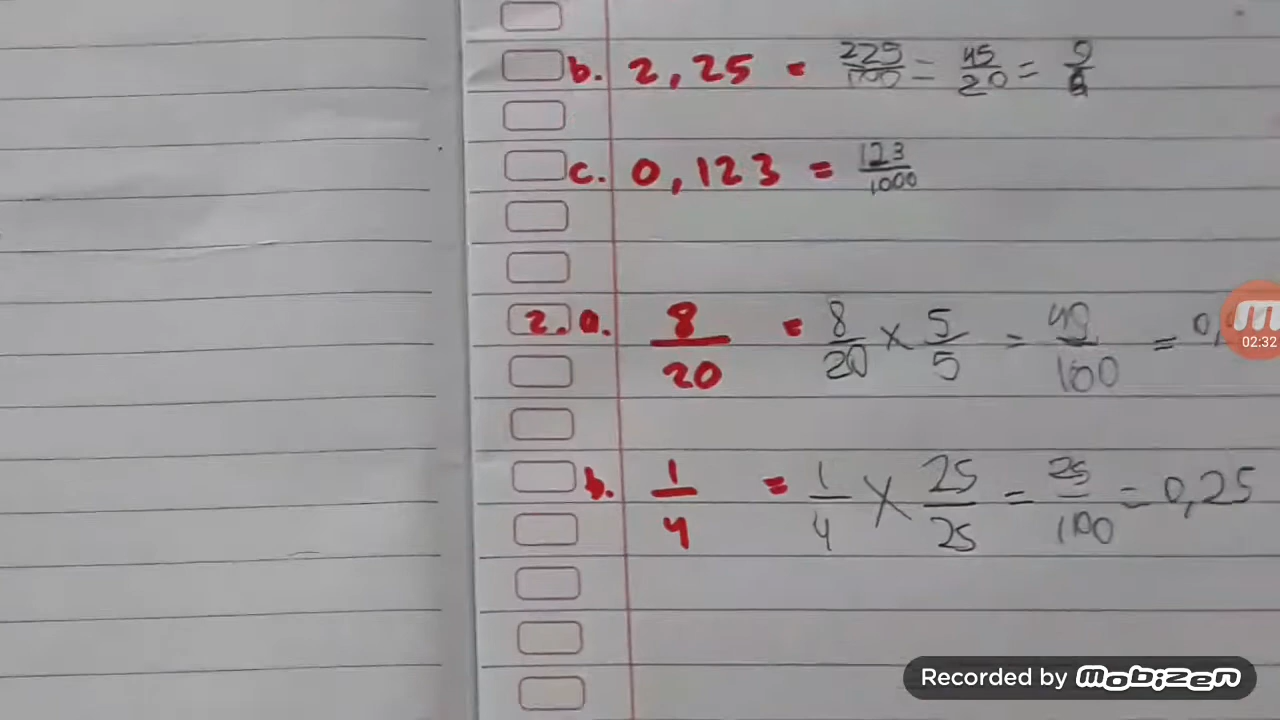 b. 2,25 = 225/100 = 45/20 = 9/4
c. 0,123 = 123/1000
2. a. 8/20 = 8/20 × 5/5 = 40/100 = 0,
b. 1/4 = 1/4 × 25/25 = 25/100 = 0,25
02:32
Recorded by MOBIZEN